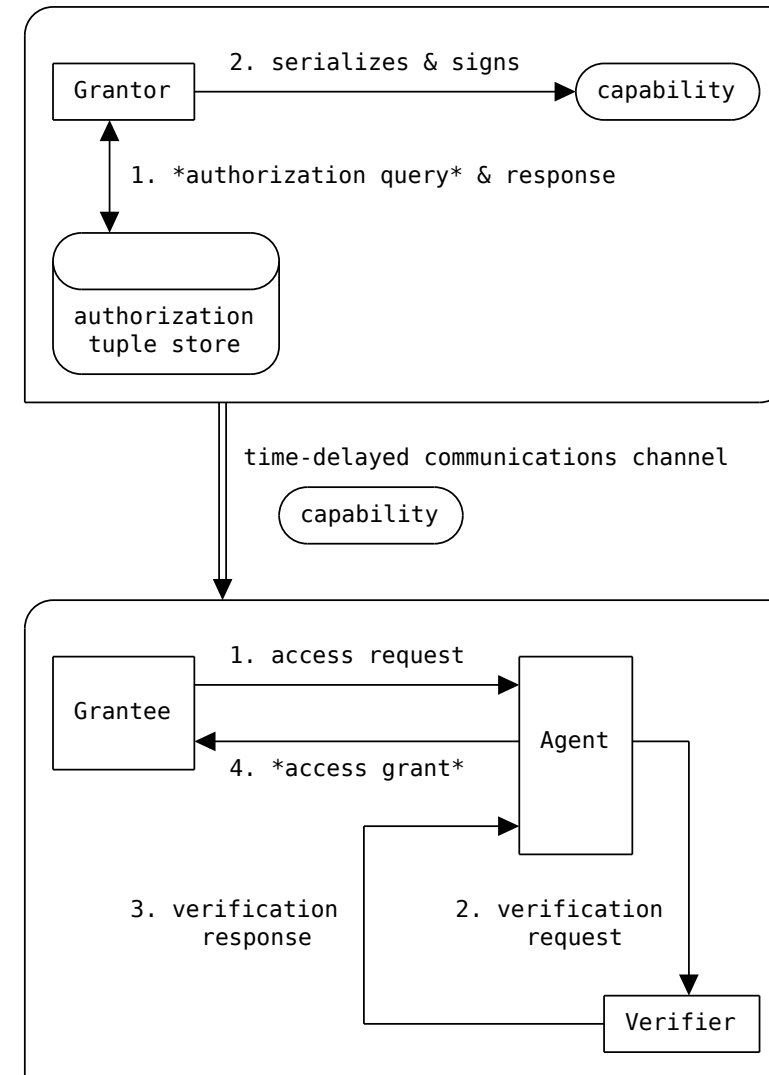 2. serializes & signs
Grantor
capability
1. *authorization query* & response
authorization
tuple store
time-delayed communications channel
capability
1. access request
Grantee
Agent
4. *access grant*
3. verification
response
2. verification
request
Verifier